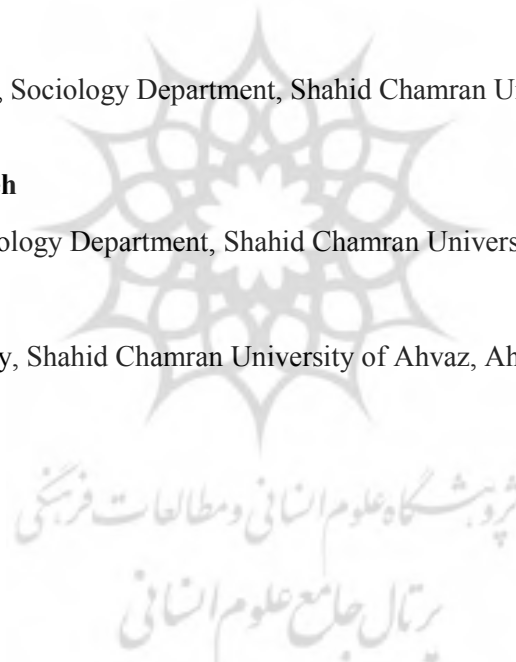 , Sociology Department, Shahid Chamran Un
h
ology Department, Shahid Chamran Univers
y, Shahid Chamran University of Ahvaz, Ah
پژوهشگاه علوم انسانی و مطالعات فرهنگی
پرتال جامع علوم انسانی